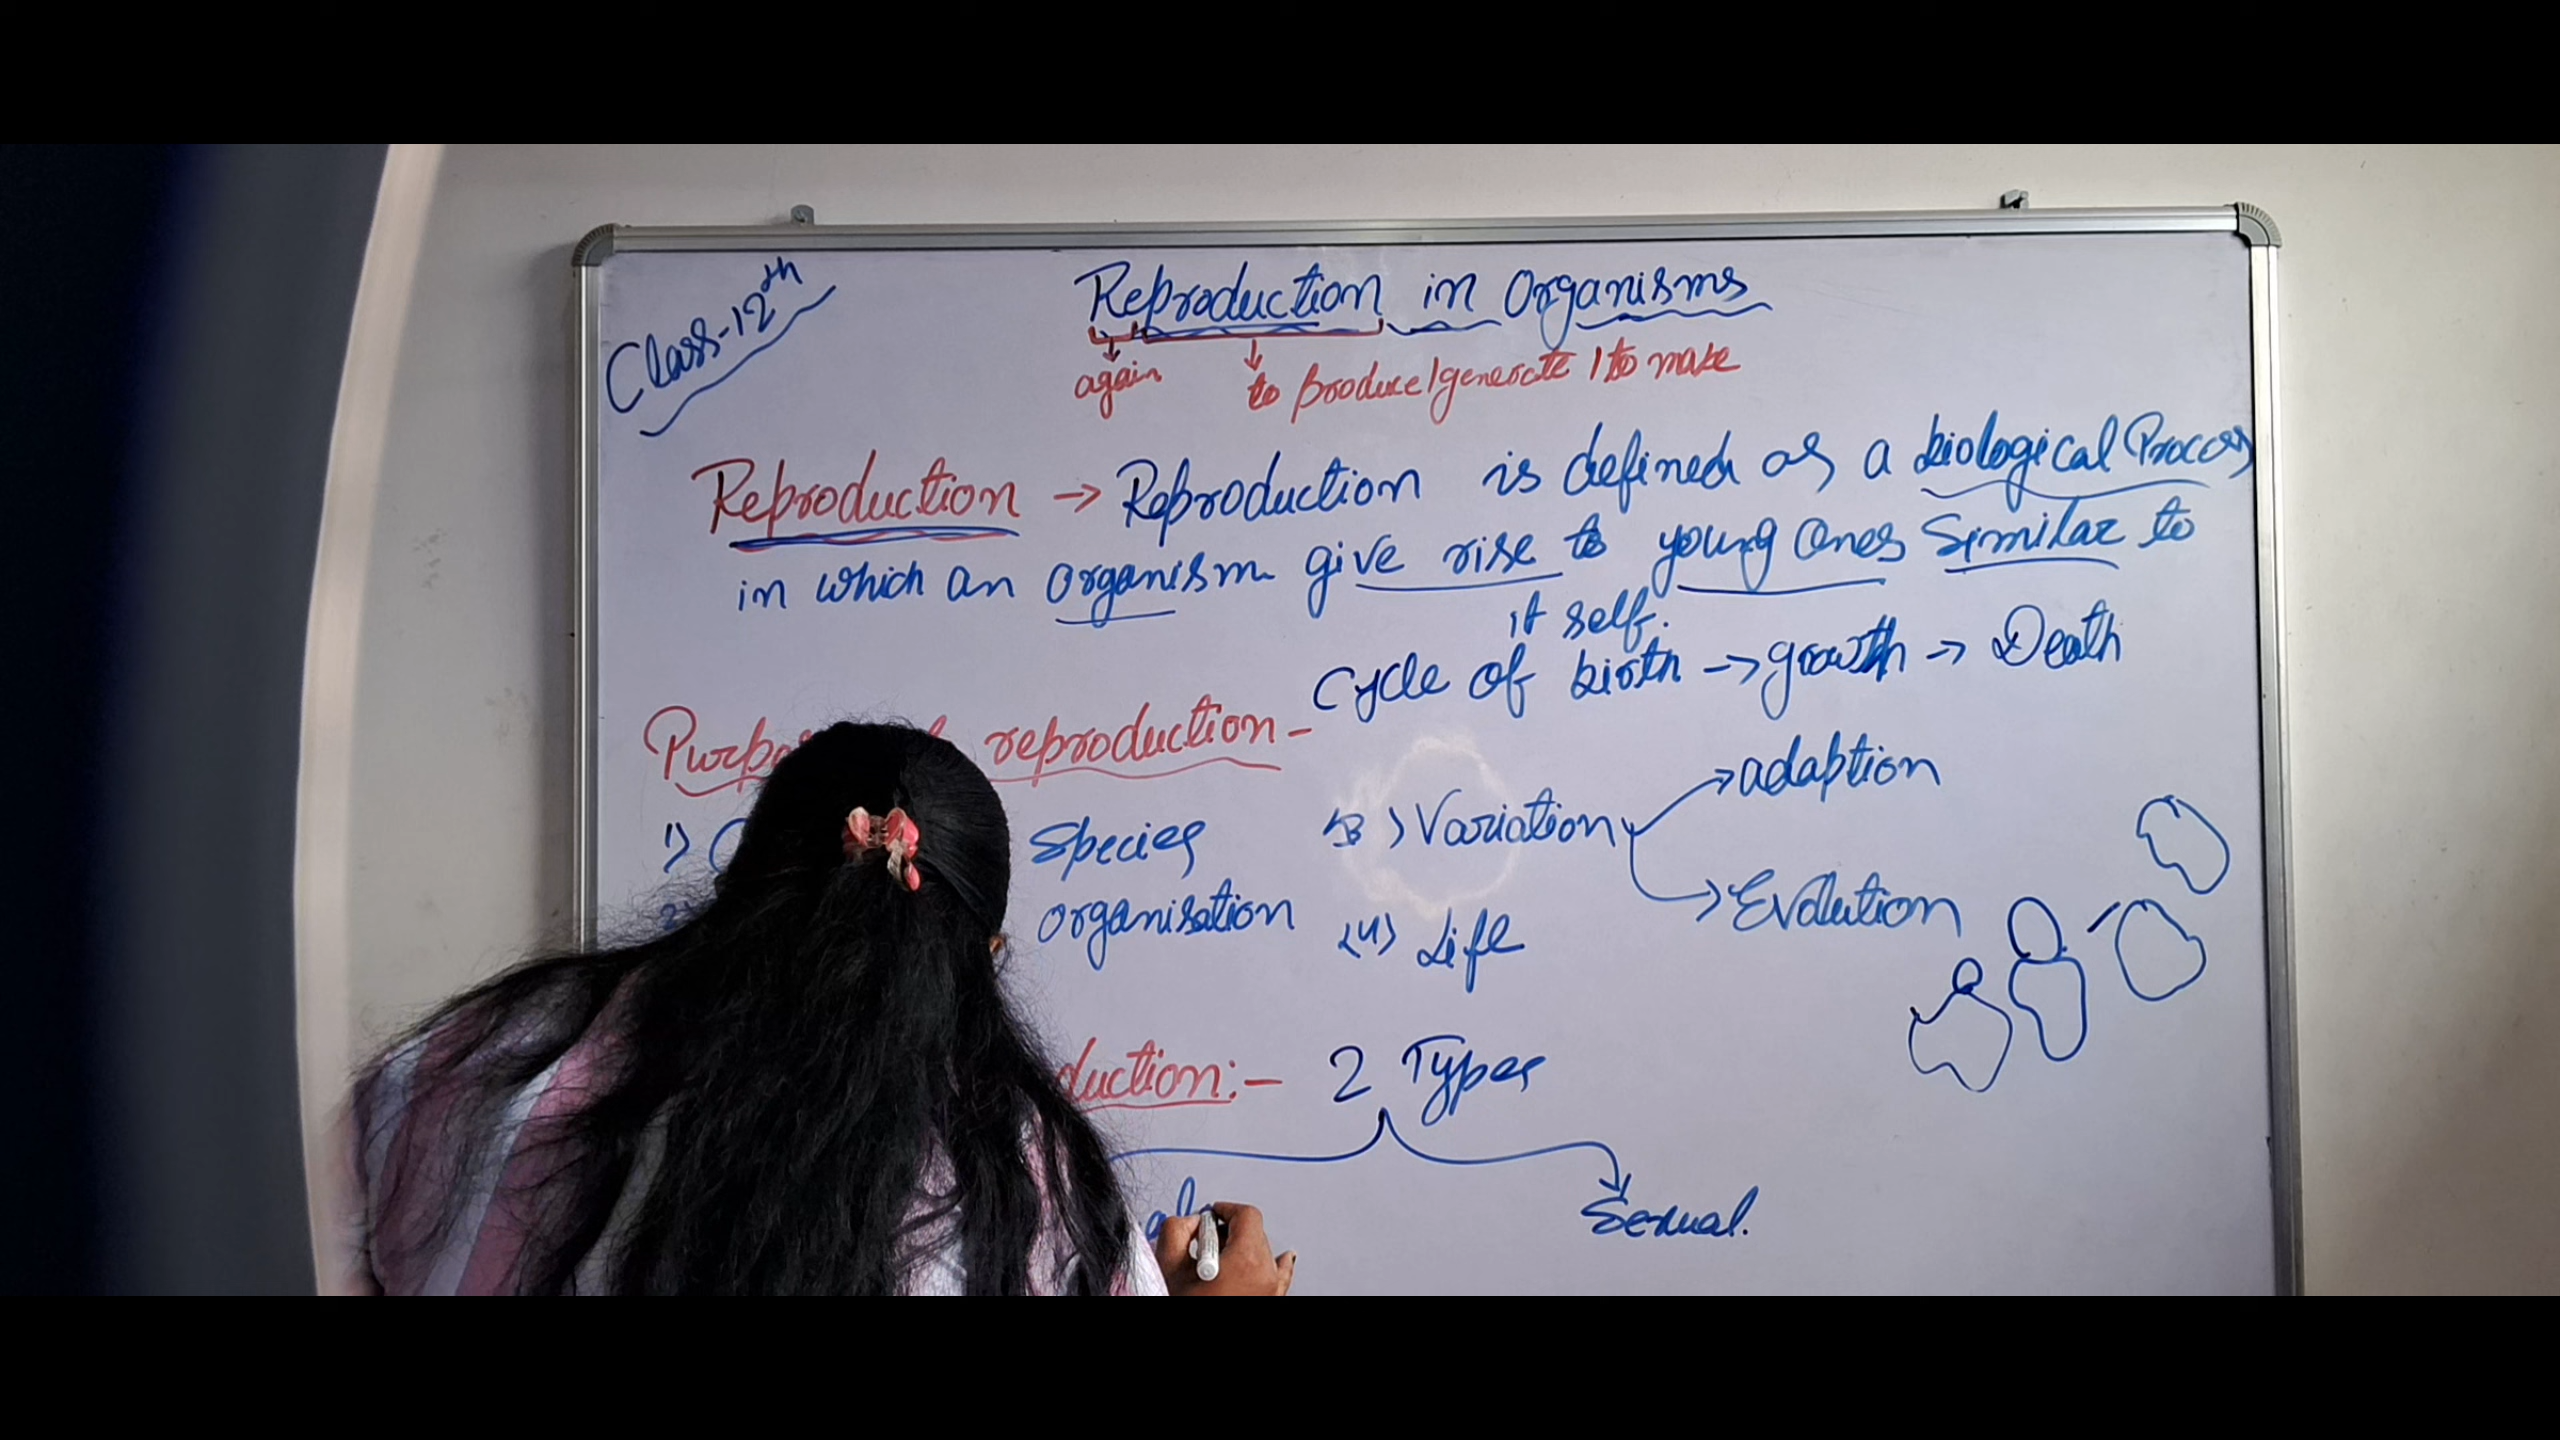 Class-12th
Reproduction in Organisms
again
to produce/generate / to make
Reproduction → Reproduction is defined as a biological Process
in which an organism give rise to young ones Similar to
it self.
Cycle of birth → growth → Death
reproduction -
→ adaption
1) Species
3) Variation
→ Evolution
organisation
(4) Life
duction:- 2 Types
Sexual.